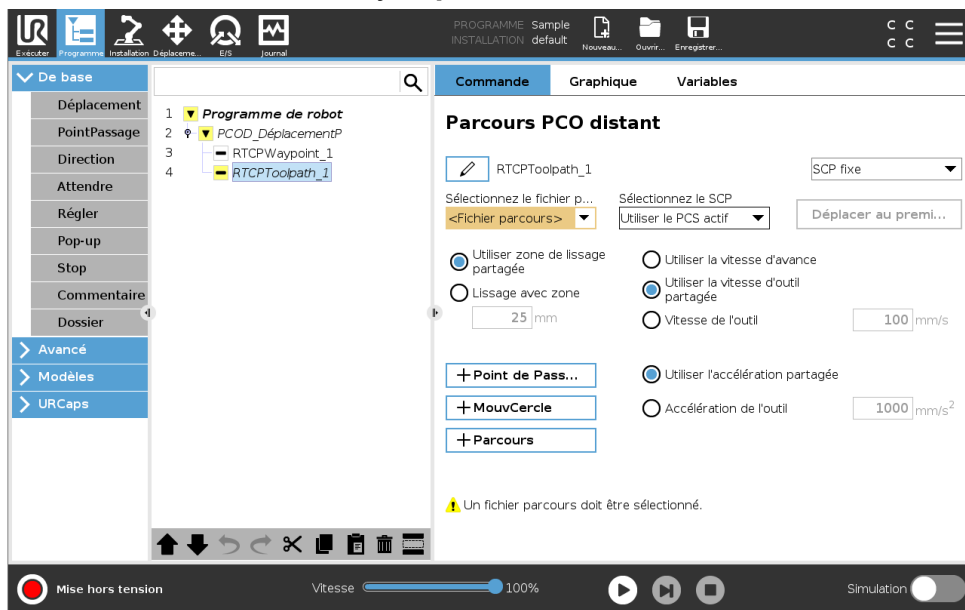 PROGRAMME Sample
INSTALLATION default
Exécuter Programme Installation Déplaceme... E/S Journal
Nouveau... Ouvrir... Enregistrer...
C C
C C
De base
Déplacement
PointPassage
Direction
Attendre
Régler
Pop-up
Stop
Commentaire
Dossier
Avancé
Modèles
URCaps
1 Programme de robot
2 PCOD_DéplacementP
3 RTCPWaypoint_1
4 RTCPToolpath_1
Commande Graphique Variables
Parcours PCO distant
RTCPToolpath_1 SCP fixe
Sélectionnez le fichier p... Sélectionnez le SCP
<Fichier parcours> Utiliser le PCS actif Déplacer au premi...
Utiliser zone de lissage
partagée
Lissage avec zone
25 mm
Utiliser la vitesse d'avance
Utiliser la vitesse d'outil
partagée
Vitesse de l'outil 100 mm/s
+ Point de Pass...
+ MouvCercle
+ Parcours
Utiliser l'accélération partagée
Accélération de l'outil 1000 mm/s²
Un fichier parcours doit être sélectionné.
Mise hors tension Vitesse 100% Simulation